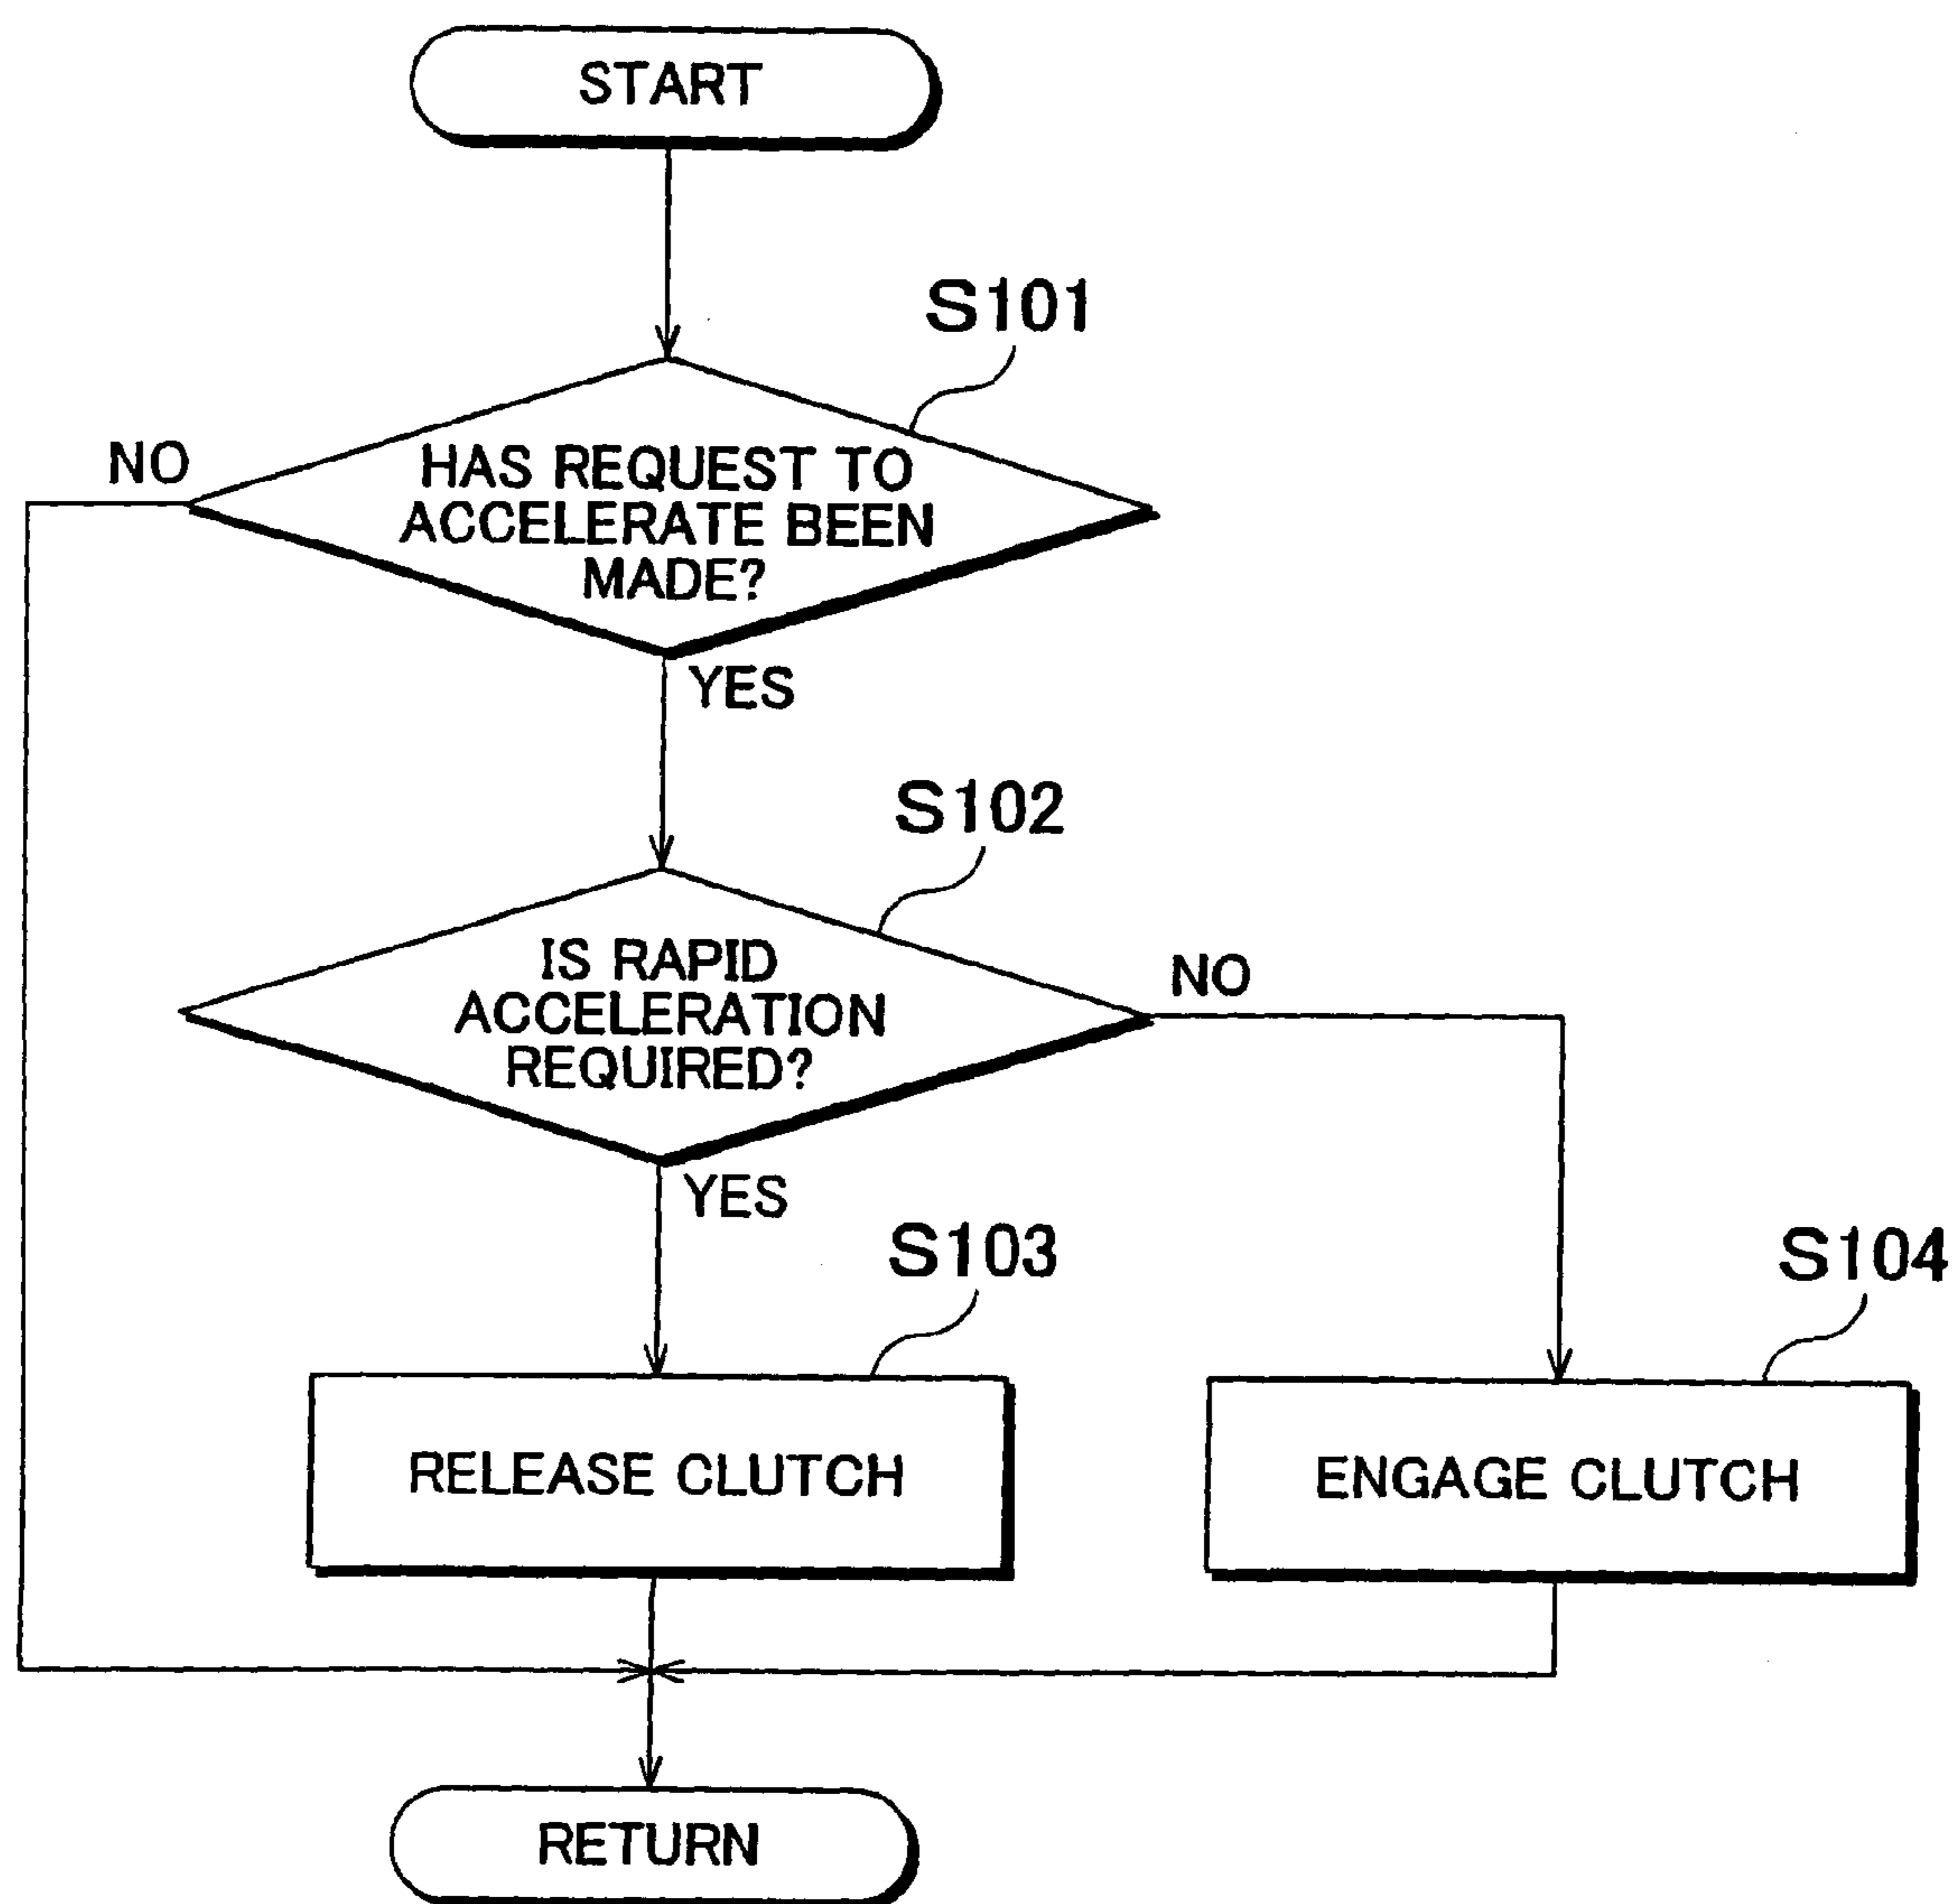 START
S101
NO
HAS REQUEST TO
ACCELERATE BEEN
MADE?
YES
S102
IS RAPID
ACCELERATION
REQUIRED?
NO
YES
S103
S104
RELEASE CLUTCH
ENGAGE CLUTCH
RETURN